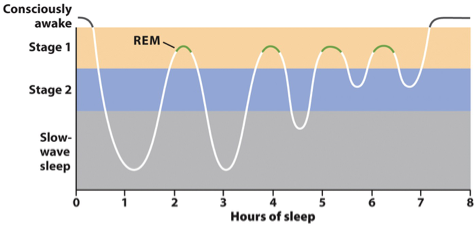 Consciously
awake
Stage 1
REM
Stage 2
Slow-
wave
sleep
0 1 2 3 4 5 6 7 8
Hours of sleep